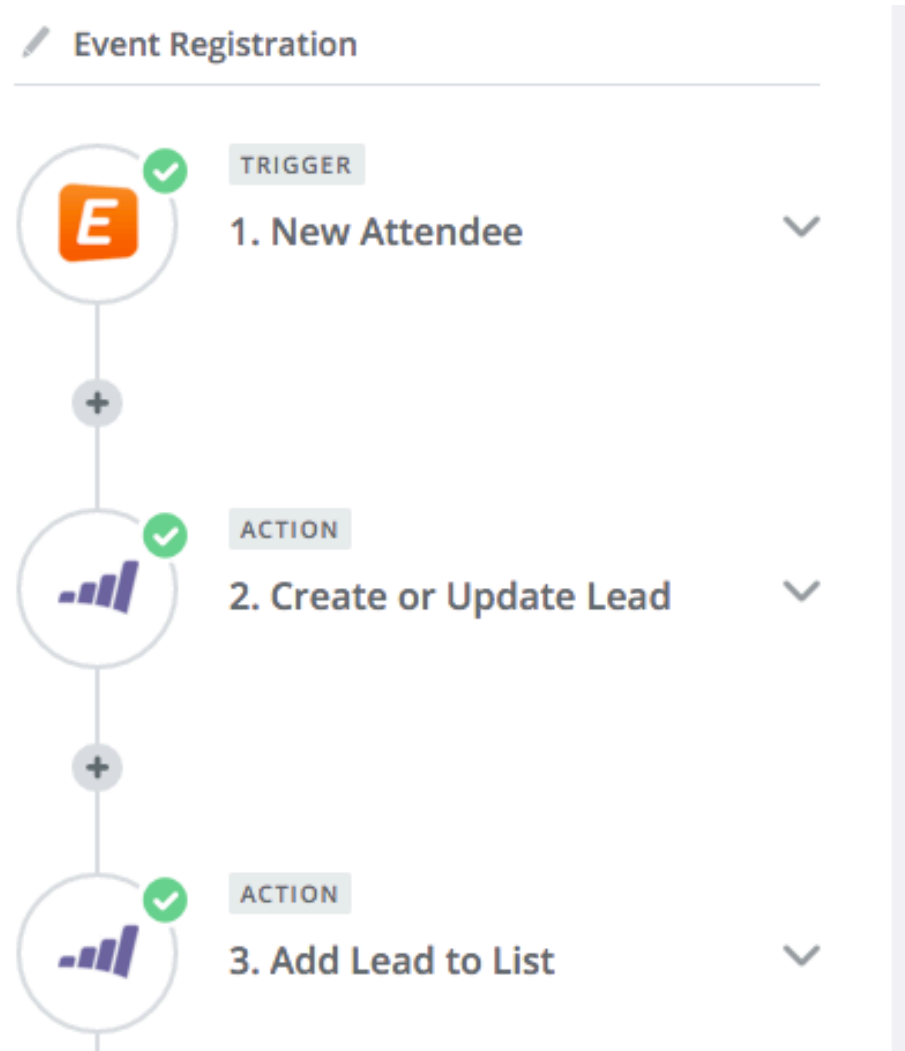 Event Registration
TRIGGER
E
1. New Attendee
ACTION
2. Create or Update Lead
ACTION
3. Add Lead to List